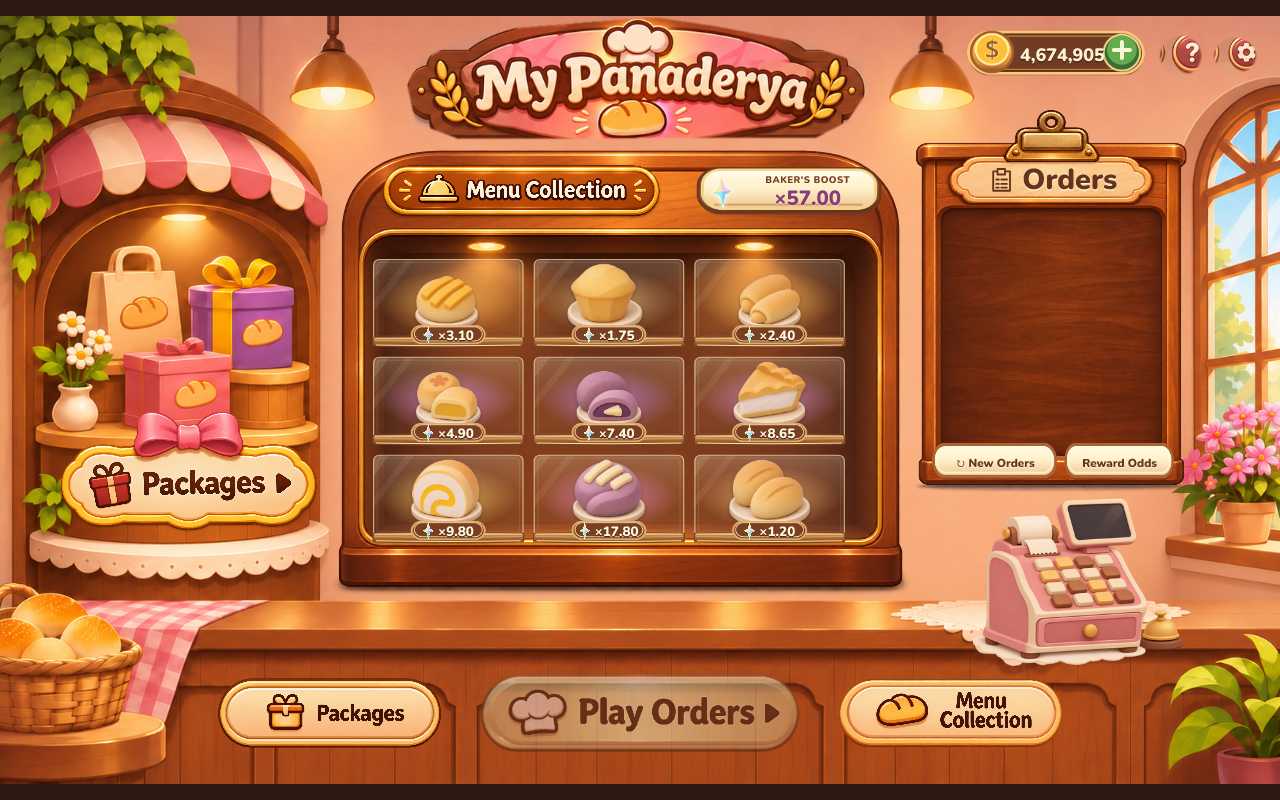 My Panaderya
$ 4,674,905 +
?
Menu Collection
BAKER'S BOOST
×57.00
Orders
×3.10
×1.75
×2.40
×4.90
×7.40
×8.65
×9.80
×17.80
×1.20
Packages
↻ New Orders
Reward Odds
Packages
Play Orders
Menu
Collection